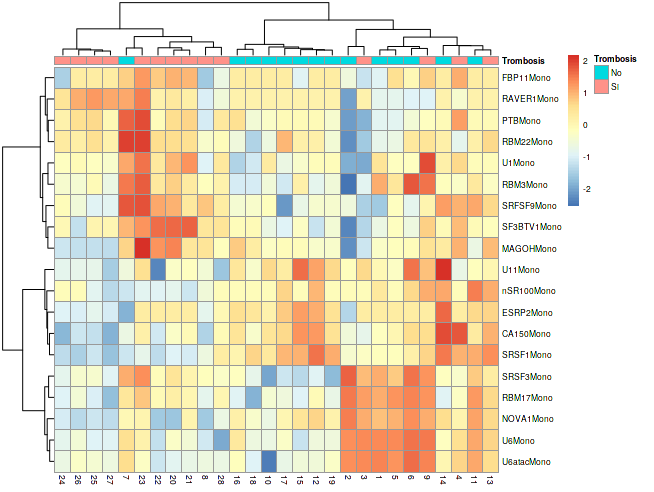 Trombosis
FBP11Mono
RAVER1Mono
PTBMono
RBM22Mono
U1Mono
RBM3Mono
SRFSF9Mono
SF3BTV1Mono
MAGOHMono
U11Mono
nSR100Mono
ESRP2Mono
CA150Mono
SRSF1Mono
SRSF3Mono
RBM17Mono
NOVA1Mono
U6Mono
U6atacMono
24 26 25 27 7 23 22 20 21 8 28 16 18 10 17 15 12 19 2 3 1 5 6 9 14 4 11 13
2
1
0
-1
-2
Trombosis
No
SI